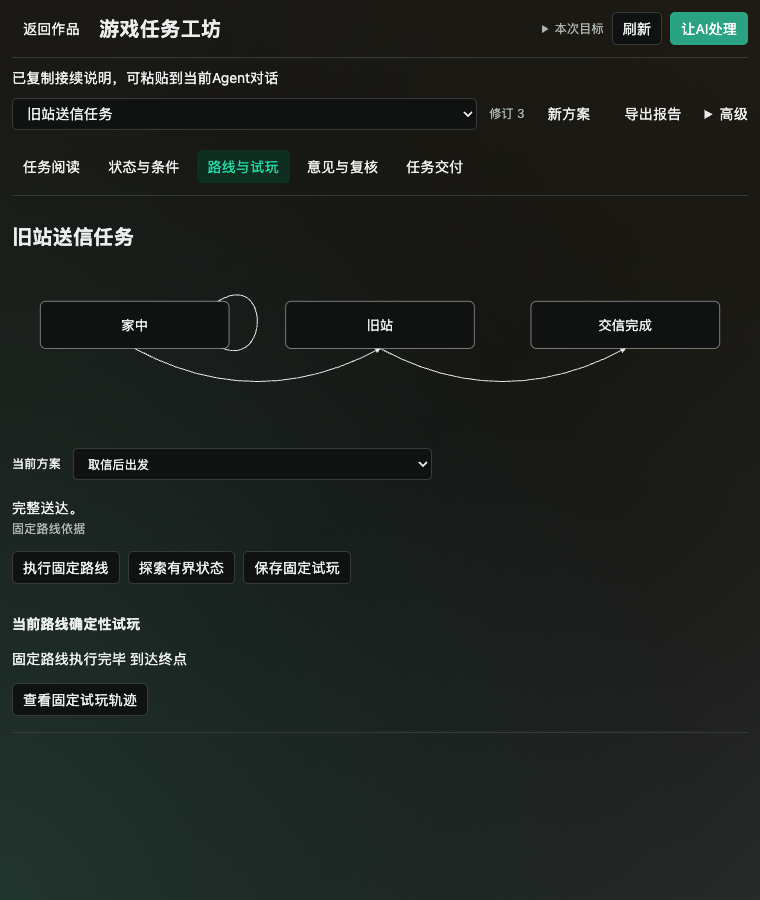 返回作品 游戏任务工坊 ▶ 本次目标 刷新 让AI处理
已复制接续说明，可粘贴到当前Agent对话
旧站送信任务 修订 3 新方案 导出报告 ▶ 高级
任务阅读 状态与条件 路线与试玩 意见与复核 任务交付
旧站送信任务
家中 旧站 交信完成
当前方案 取信后出发
完整送达。
固定路线依据
执行固定路线 探索有界状态 保存固定试玩
当前路线确定性试玩
固定路线执行完毕 到达终点
查看固定试玩轨迹